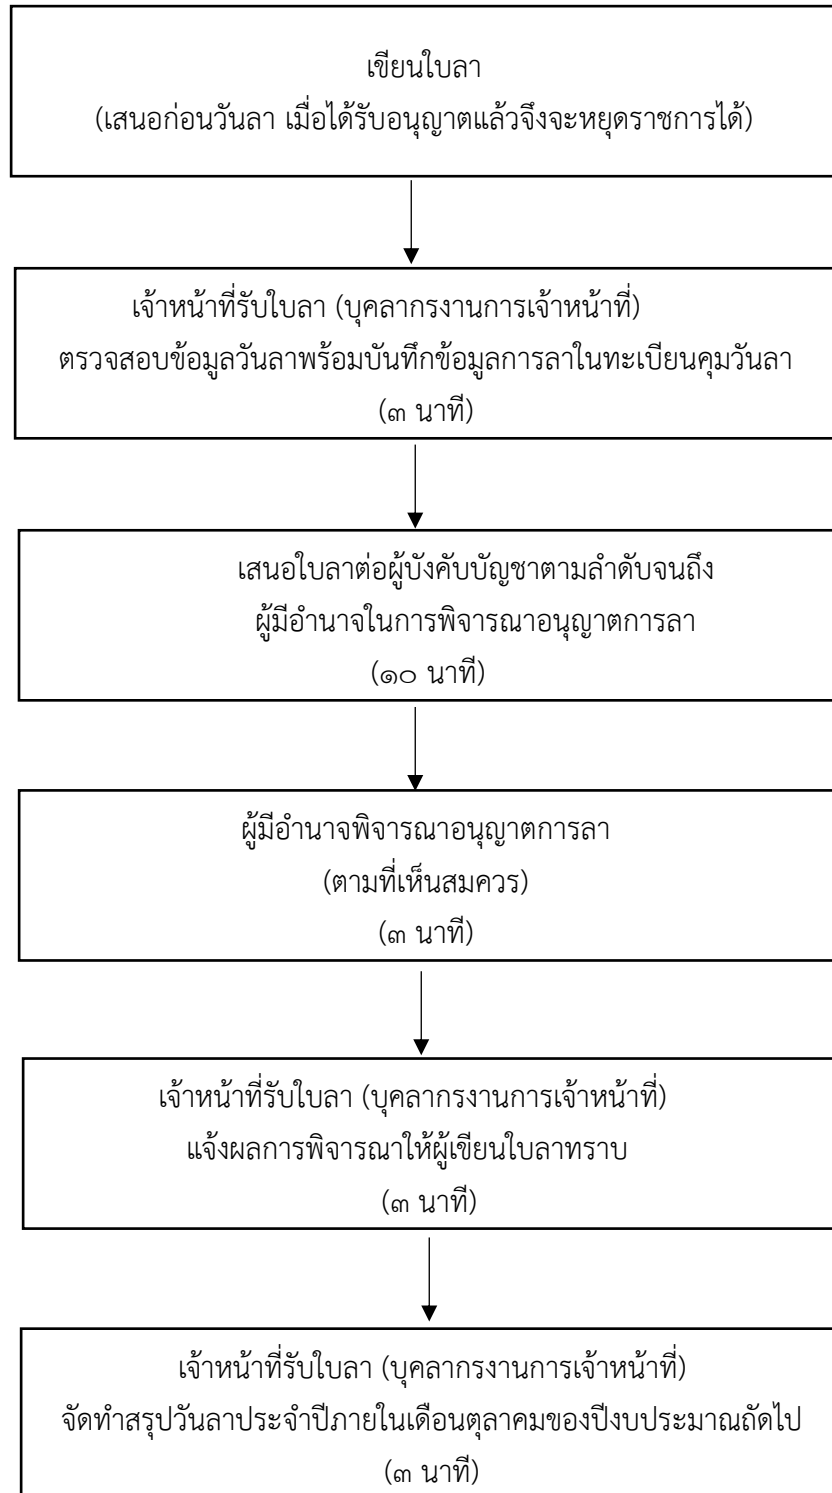 เขียนใบลา
(เสนอก่อนวันลา เมื่อได้รับอนุญาตแล้วจึงจะหยุดราชการได้)
เจ้าหน้าที่รับใบลา (บุคลากรงานการเจ้าหน้าที่)
ตรวจสอบข้อมูลวันลาพร้อมบันทึกข้อมูลการลาในทะเบียนคุมวันลา
(๓ นาที)
เสนอใบลาต่อผู้บังคับบัญชาตามลำดับจนถึง
ผู้มีอำนาจในการพิจารณาอนุญาตการลา
(๑๐ นาที)
ผู้มีอำนาจพิจารณาอนุญาตการลา
(ตามที่เห็นสมควร)
(๓ นาที)
เจ้าหน้าที่รับใบลา (บุคลากรงานการเจ้าหน้าที่)
แจ้งผลการพิจารณาให้ผู้เขียนใบลาทราบ
(๓ นาที)
เจ้าหน้าที่รับใบลา (บุคลากรงานการเจ้าหน้าที่)
จัดทำสรุปวันลาประจำปีภายในเดือนตุลาคมของปีงบประมาณถัดไป
(๓ นาที)